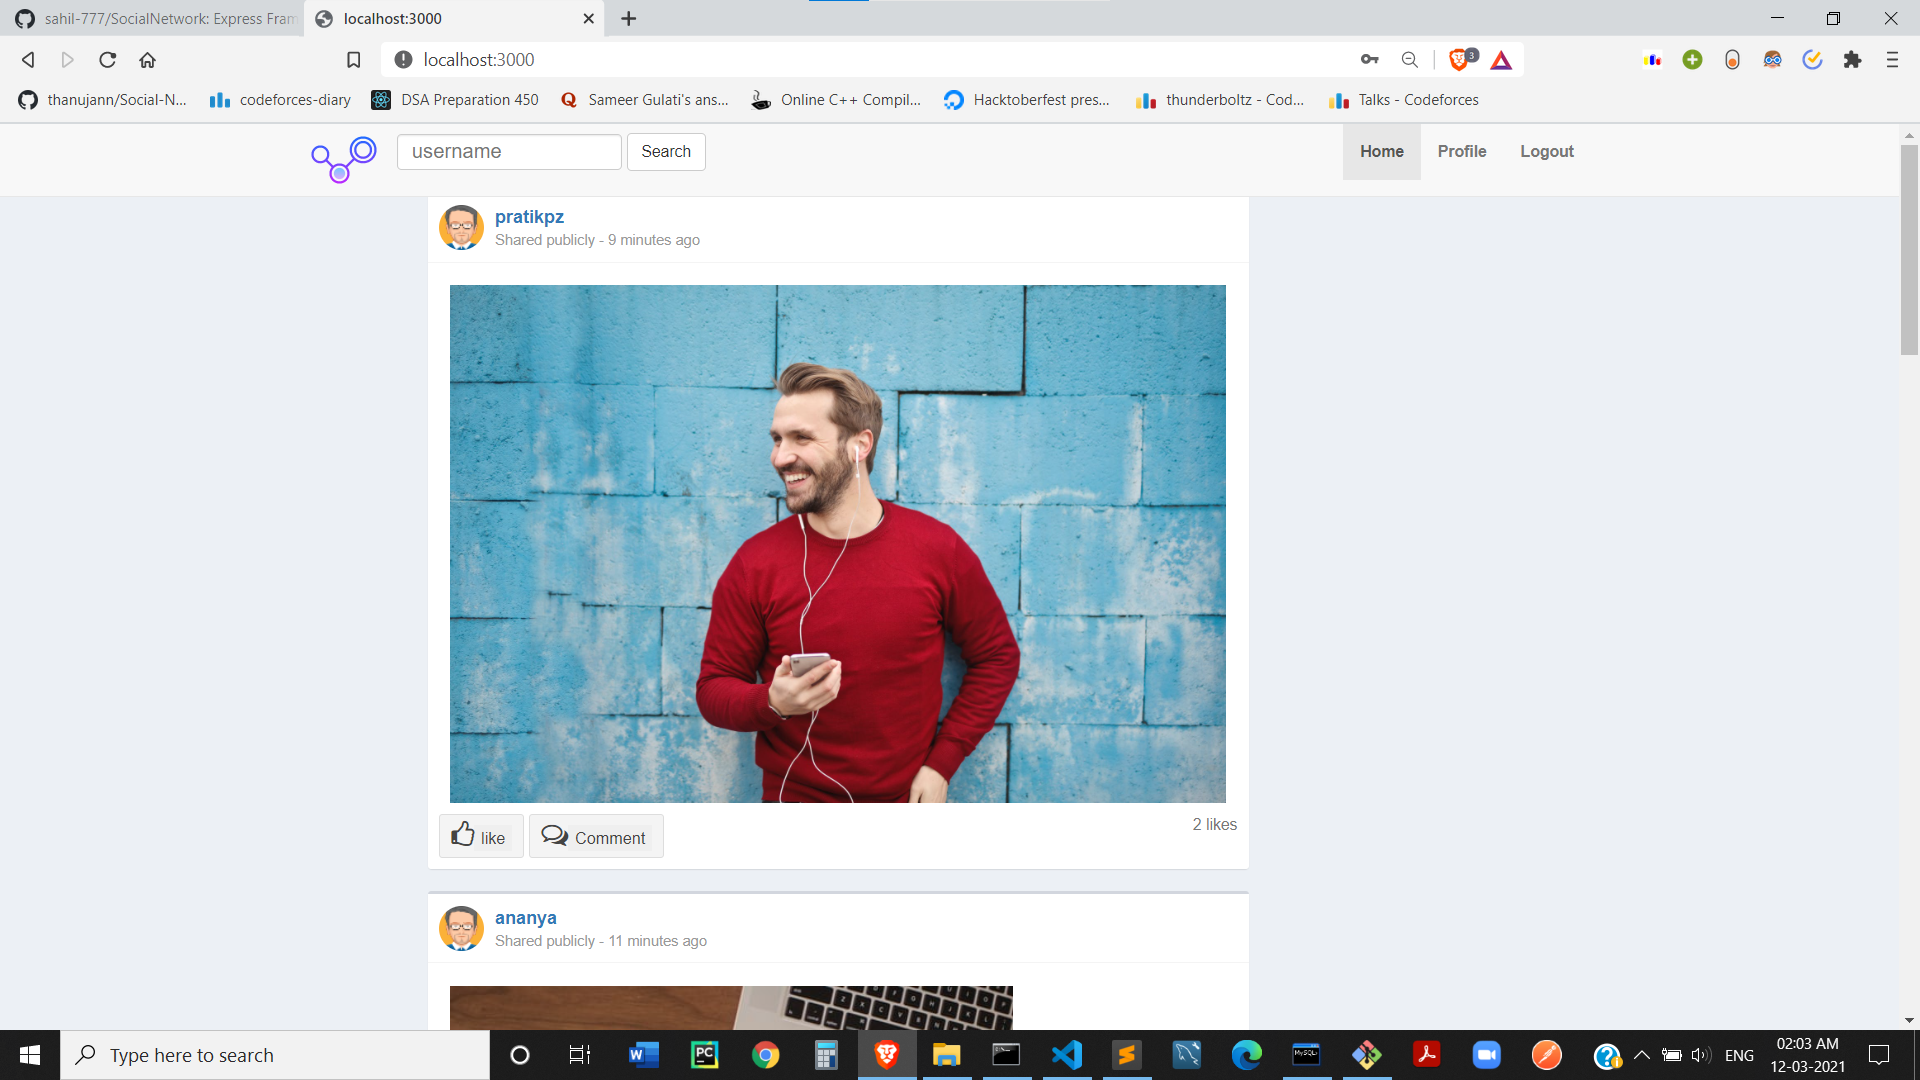 sahil-777/SocialNetwork: Express Fram
localhost:3000
localhost:3000
3
thanujann/Social-N...
codeforces-diary
DSA Preparation 450
Sameer Gulati's ans...
Online C++ Compil...
Hacktoberfest pres...
thunderboltz - Cod...
Talks - Codeforces
username
Search
Home
Profile
Logout
pratikpz
Shared publicly - 9 minutes ago
like
Comment
2 likes
ananya
Shared publicly - 11 minutes ago
Type here to search
ENG
02:03 AM
12-03-2021